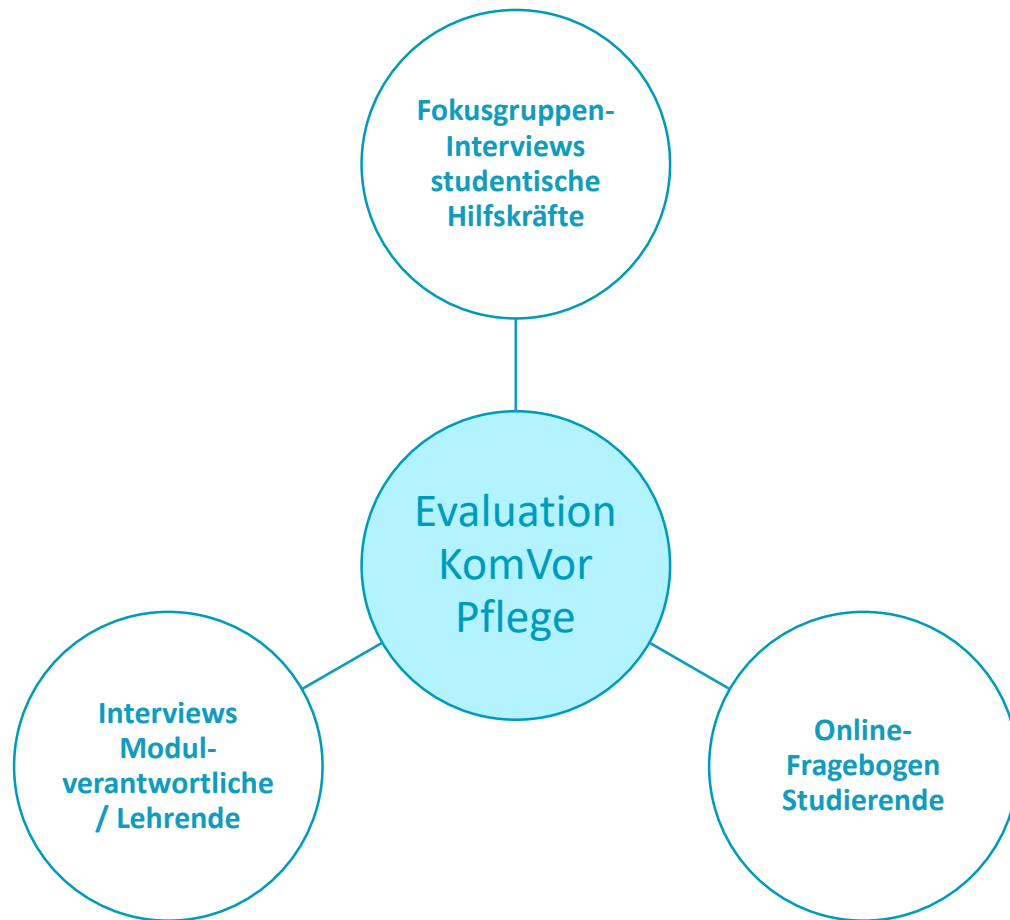 Fokusgruppen-
Interviews
studentische
Hilfskräfte
Evaluation
KomVor
Pflege
Interviews
Modul-
verantwortliche
/ Lehrende
Online-
Fragebogen
Studierende